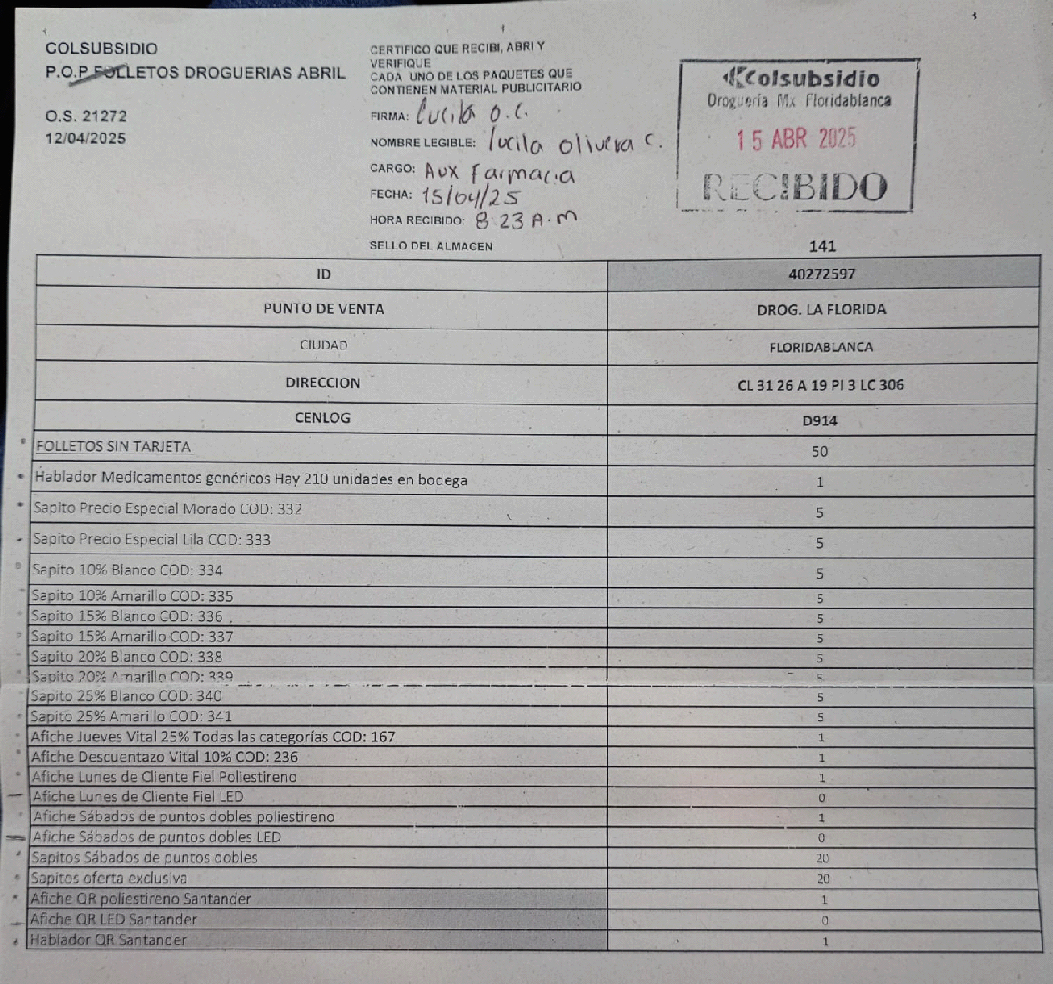 COLSUBSIDIO
P.O.P FOLLETOS DROGUERIAS ABRIL
O.S. 21272
12/04/2025
CERTIFICO QUE RECIBI, ABRI Y
VERIFIQUE
CADA UNO DE LOS PAQUETES QUE
CONTIENEN MATERIAL PUBLICITARIO
FIRMA: Lucila O.C.
NOMBRE LEGIBLE: Lucila Olivera C.
CARGO: Aux Farmacia
FECHA: 15/04/25
HORA RECIBIDO: 8 23 A.M
SELLO DEL ALMACEN
Colsubsidio
Droguería Mx Floridablanca
15 ABR 2025
RECIBIDO
141
ID 40272597
PUNTO DE VENTA DROG. LA FLORIDA
CIUDAD FLORIDABLANCA
DIRECCION CL 31 26 A 19 PI 3 LC 306
CENLOG D914
FOLLETOS SIN TARJETA 50
Hablador Medicamentos genéricos Hay 210 unidades en bodega 1
Sapito Precio Especial Morado COD: 332 5
Sapito Precio Especial Lila COD: 333 5
Sapito 10% Blanco COD: 334 5
Sapito 10% Amarillo COD: 335 5
Sapito 15% Blanco COD: 336 5
Sapito 15% Amarillo COD: 337 5
Sapito 20% Blanco COD: 338 5
Sapito 20% Amarillo COD: 339 5
Sapito 25% Blanco COD: 340 5
Sapito 25% Amarillo COD: 341 5
Afiche Jueves Vital 25% Todas las categorías COD: 167 1
Afiche Descuentazo Vital 10% COD: 236 1
Afiche Lunes de Cliente Fiel Poliestireno 1
Afiche Lunes de Cliente Fiel LED 0
Afiche Sábados de puntos dobles poliestireno 1
Afiche Sábados de puntos dobles LED 0
Sapitos Sábados de puntos dobles 20
Sapitos oferta exclusiva 20
Afiche QR poliestireno Santander 1
Afiche QR LED Santander 0
Hablador QR Santander 1